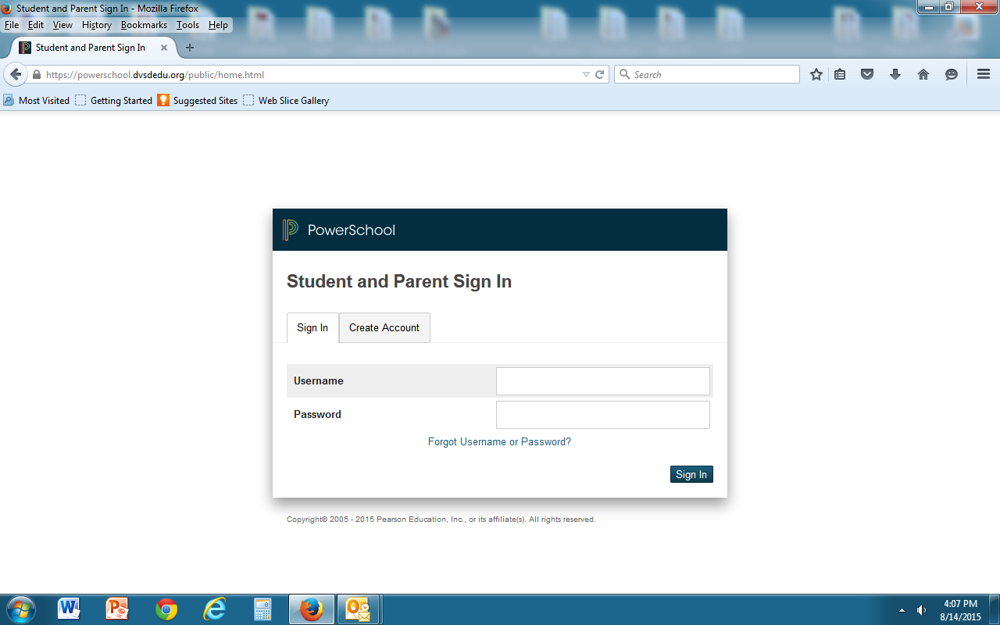 Student and Parent Sign In - Mozilla Firefox
File Edit View History Bookmarks Tools Help
Student and Parent Sign In
https://powerschool.dvsdedu.org/public/home.html
Search
Most Visited Getting Started Suggested Sites Web Slice Gallery
PowerSchool
Student and Parent Sign In
Sign In Create Account
Username
Password
Forgot Username or Password?
Sign In
Copyright© 2005 - 2015 Pearson Education, Inc., or its affiliate(s). All rights reserved.
4:07 PM
8/14/2015